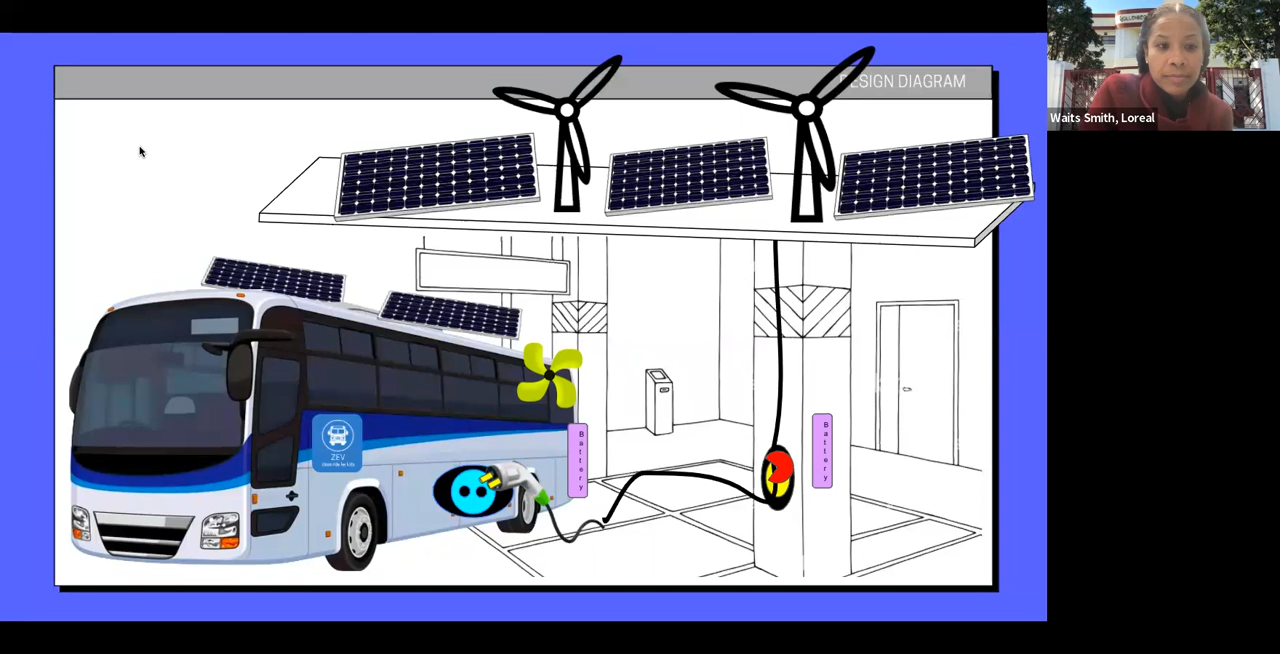 DESIGN DIAGRAM
Waits Smith, Loreal
ZEV
Battery
Battery